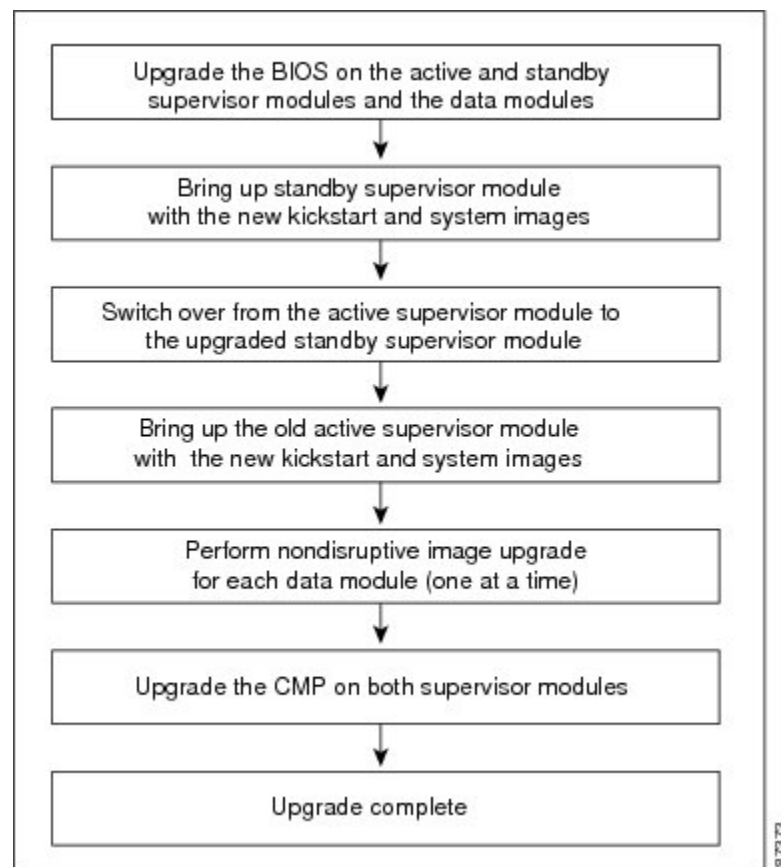 Upgrade the BIOS on the active and standby
supervisor modules and the data modules
Bring up standby supervisor module
with the new kickstart and system images
Switch over from the active supervisor module to
the upgraded standby supervisor module
Bring up the old active supervisor module
with the new kickstart and system images
Perform nondisruptive image upgrade
for each data module (one at a time)
Upgrade the CMP on both supervisor modules
Upgrade complete